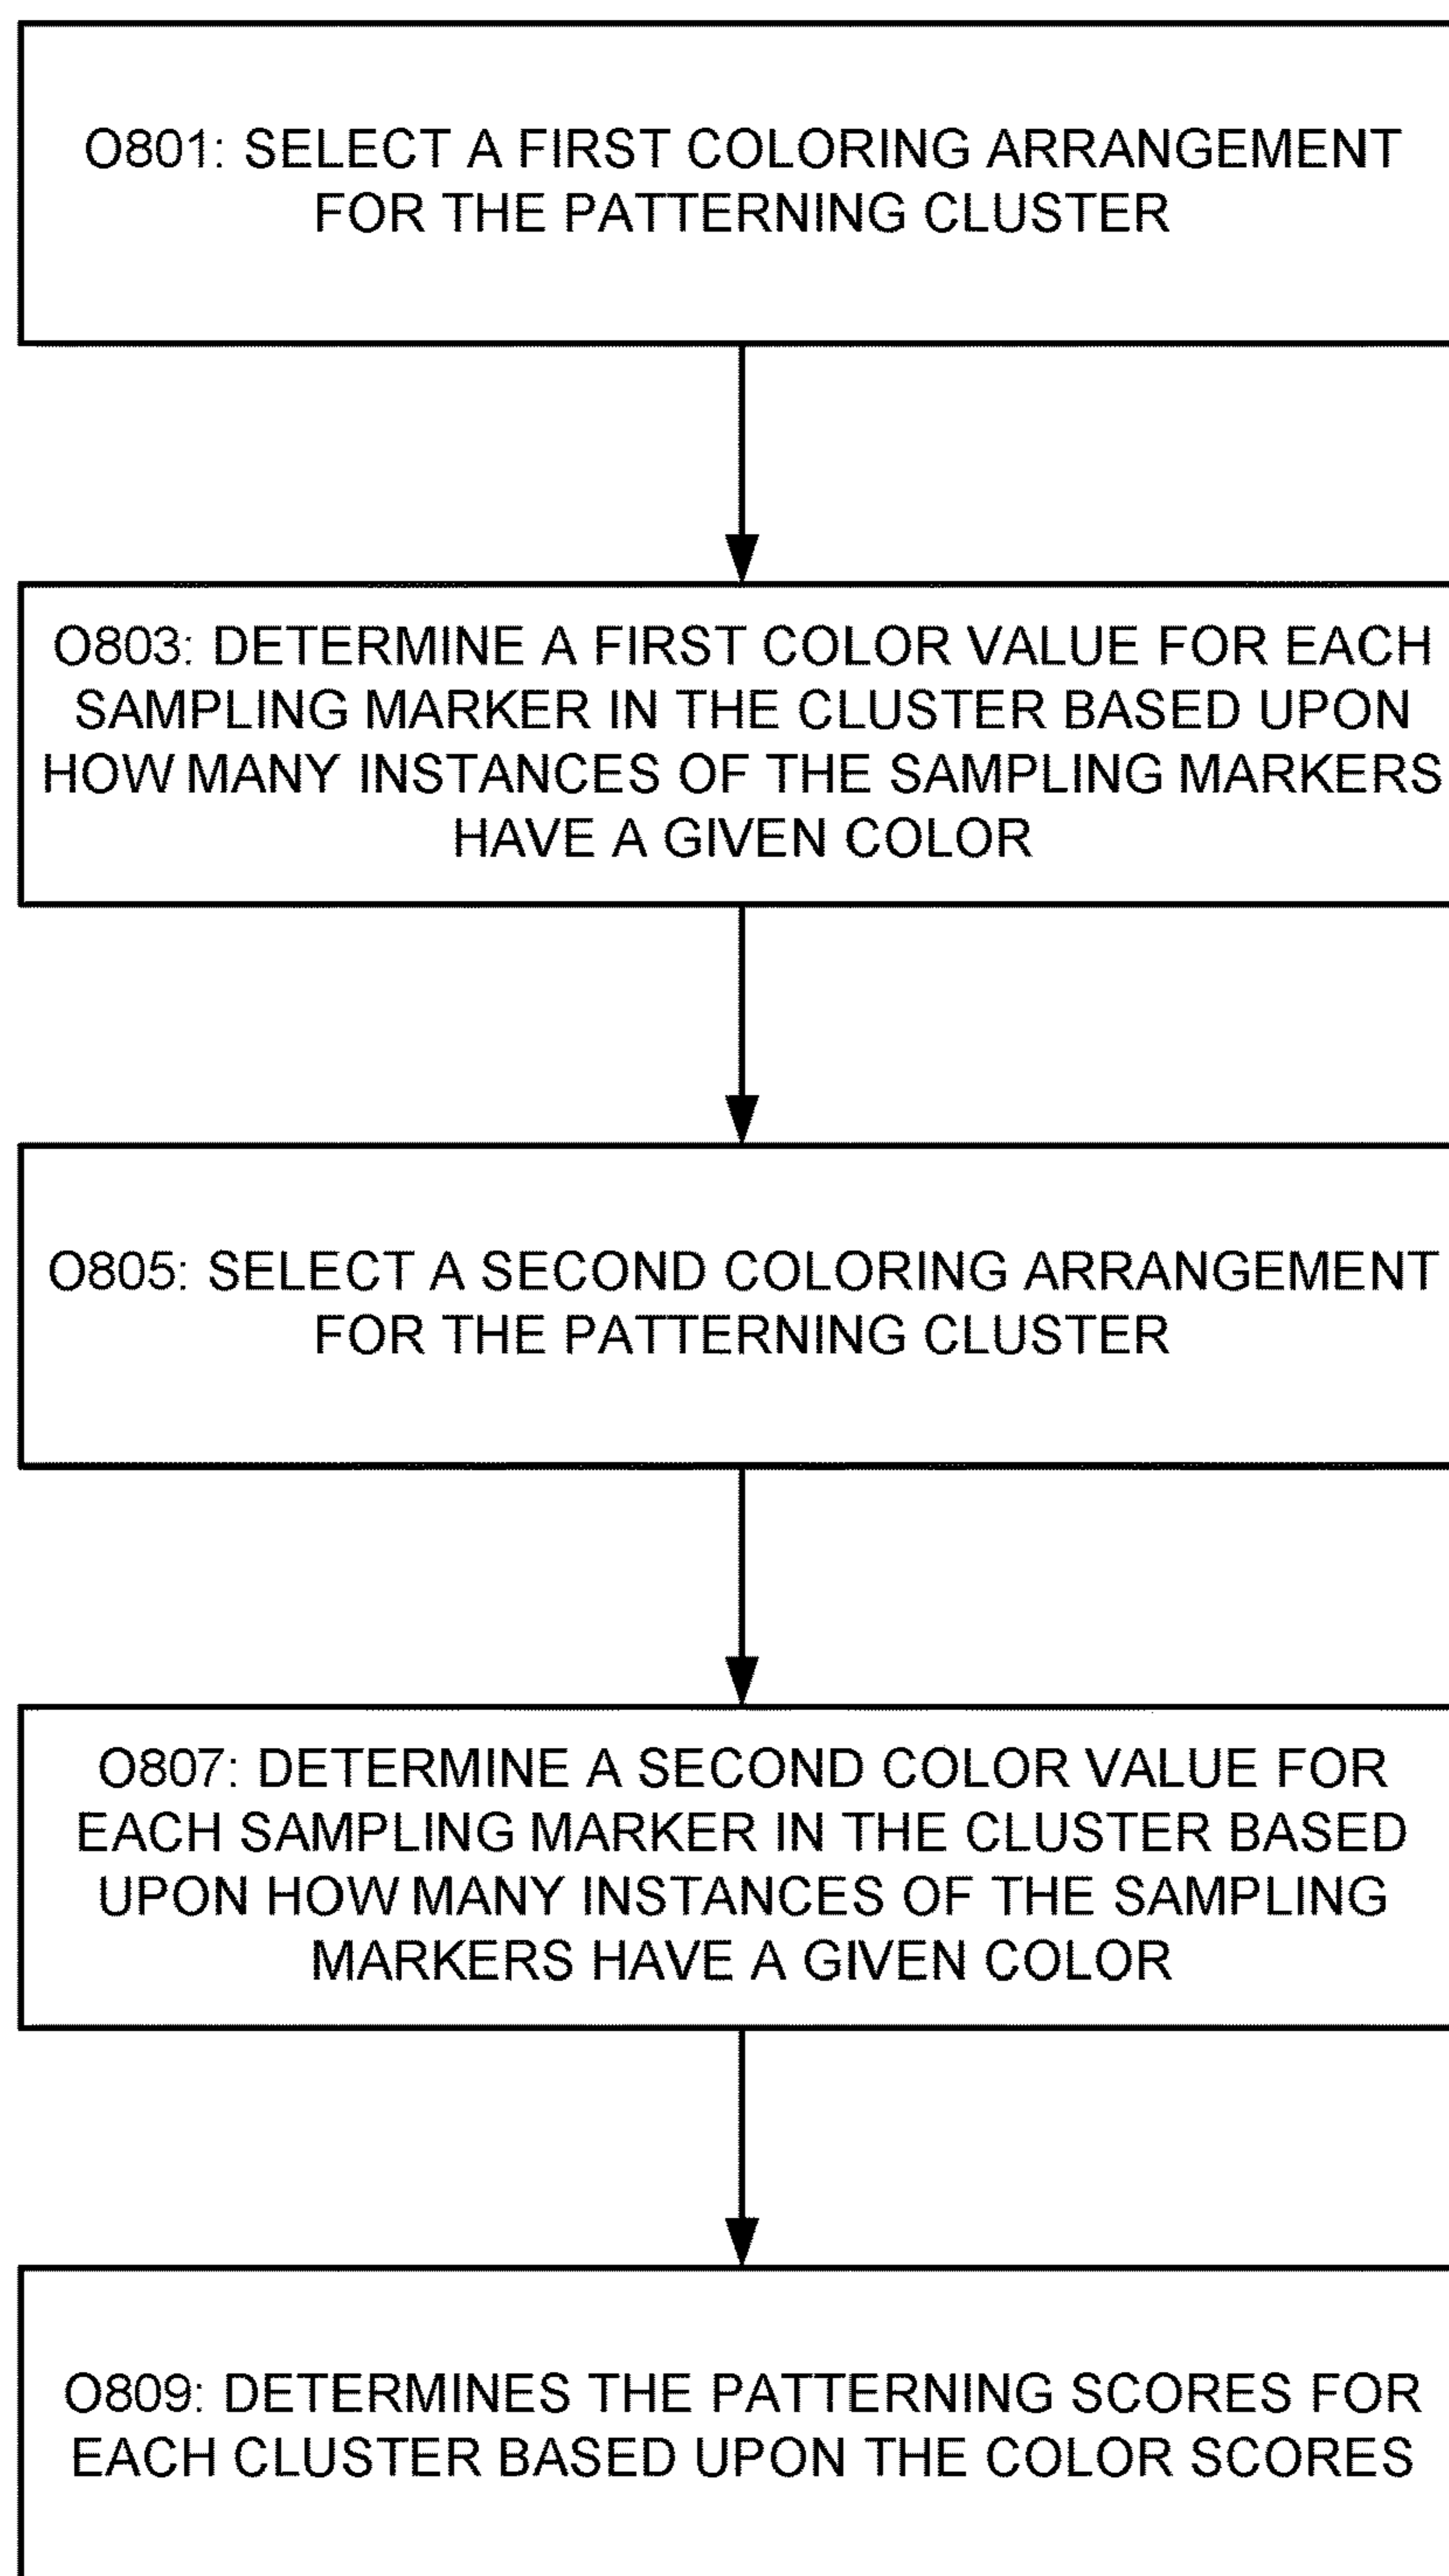 O801: SELECT A FIRST COLORING ARRANGEMENT
FOR THE PATTERNING CLUSTER
O803: DETERMINE A FIRST COLOR VALUE FOR EACH
SAMPLING MARKER IN THE CLUSTER BASED UPON
HOW MANY INSTANCES OF THE SAMPLING MARKERS
HAVE A GIVEN COLOR
O805: SELECT A SECOND COLORING ARRANGEMENT
FOR THE PATTERNING CLUSTER
O807: DETERMINE A SECOND COLOR VALUE FOR
EACH SAMPLING MARKER IN THE CLUSTER BASED
UPON HOW MANY INSTANCES OF THE SAMPLING
MARKERS HAVE A GIVEN COLOR
O809: DETERMINES THE PATTERNING SCORES FOR
EACH CLUSTER BASED UPON THE COLOR SCORES